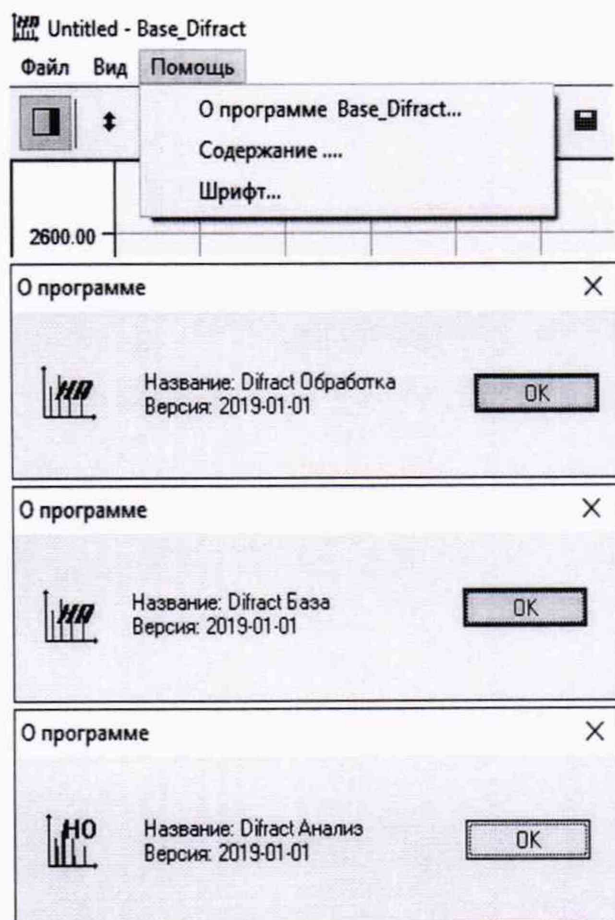 Untitled - Base_Difract
Файл Вид Помощь
О программе Base_Difract...
Содержание ....
Шрифт...
2600.00
О программе
Название: Difract Обработка
Версия: 2019-01-01
OK
О программе
Название: Difract База
Версия: 2019-01-01
OK
О программе
HO
Название: Difract Анализ
Версия: 2019-01-01
OK